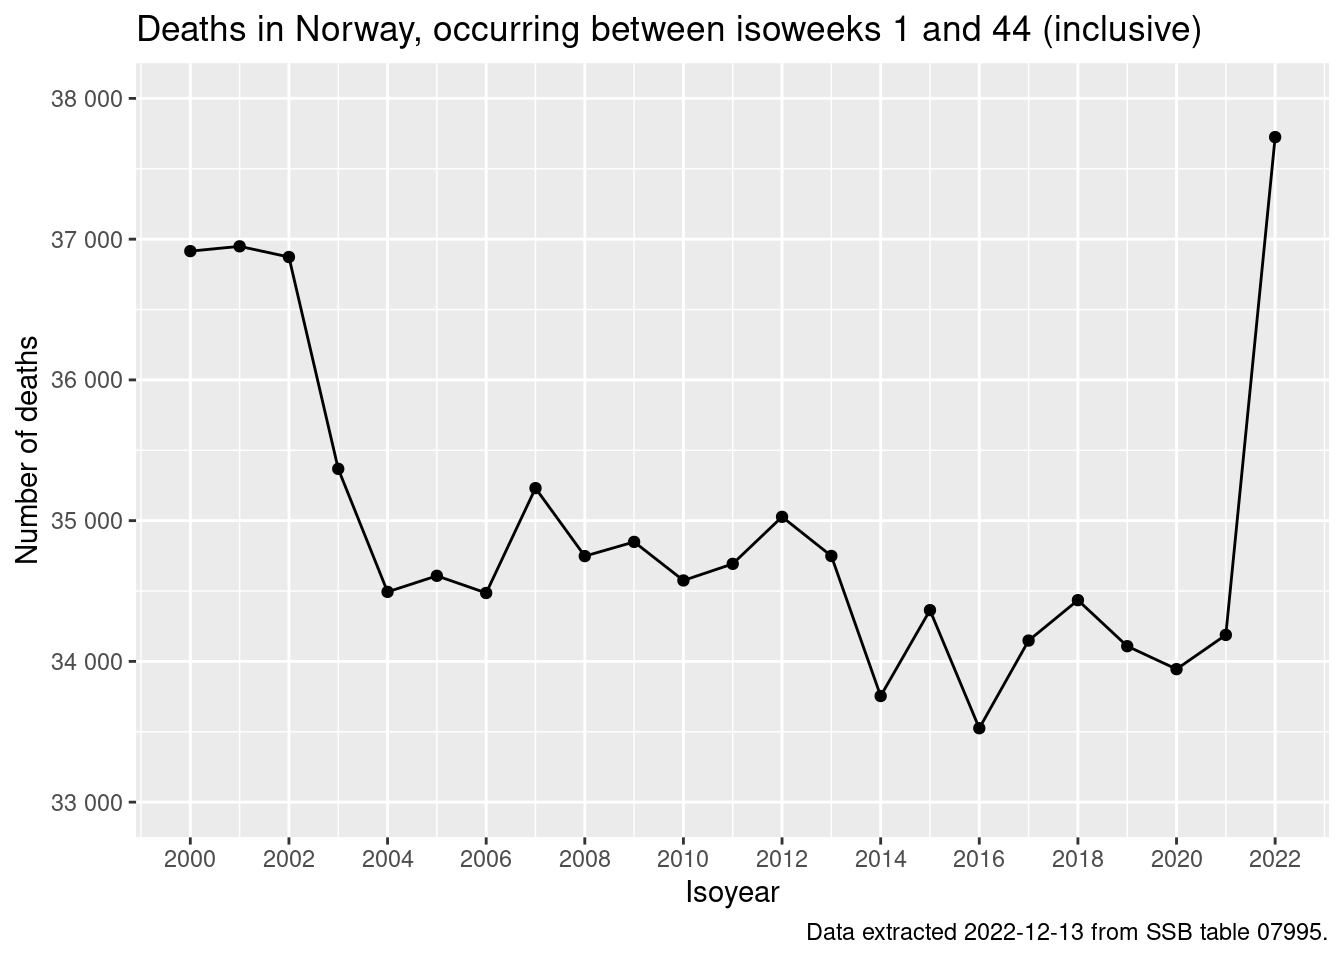 Deaths in Norway, occurring between isoweeks 1 and 44 (inclusive)
38 000
37 000
36 000
35 000
34 000
33 000
Number of deaths
2000 2002 2004 2006 2008 2010 2012 2014 2016 2018 2020 2022
Isoyear
Data extracted 2022-12-13 from SSB table 07995.